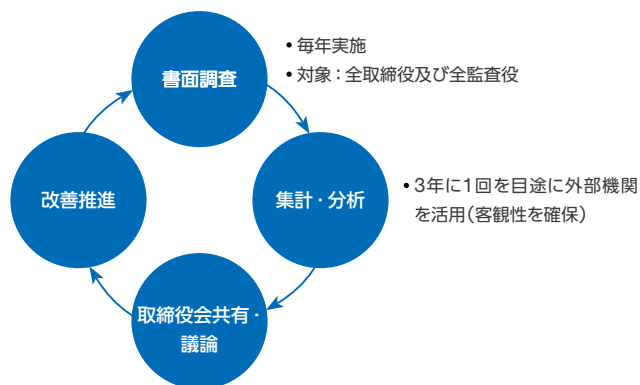 書面調査
• 毎年実施
• 対象：全取締役及び全監査役
改善推進
集計・分析
• 3年に1回を目途に外部機関
を活用（客観性を確保）
取締役会共有・
議論